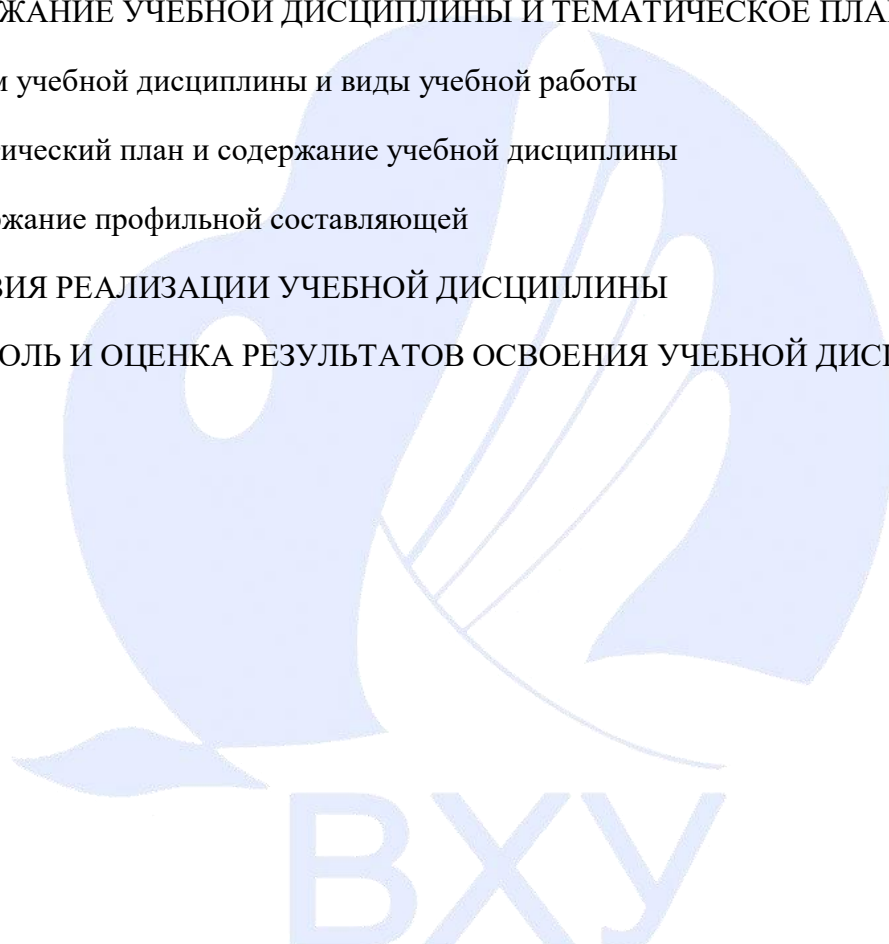 ЖАНИЕ УЧЕБНОЙ ДИСЦИПЛИНЫ И ТЕМАТИЧЕСКОЕ ПЛА
м учебной дисциплины и виды учебной работы
тический план и содержание учебной дисциплины
жание профильной составляющей
ВИЯ РЕАЛИЗАЦИИ УЧЕБНОЙ ДИСЦИПЛИНЫ
ОЛЬ И ОЦЕНКА РЕЗУЛЬТАТОВ ОСВОЕНИЯ УЧЕБНОЙ ДИС
ВХУ